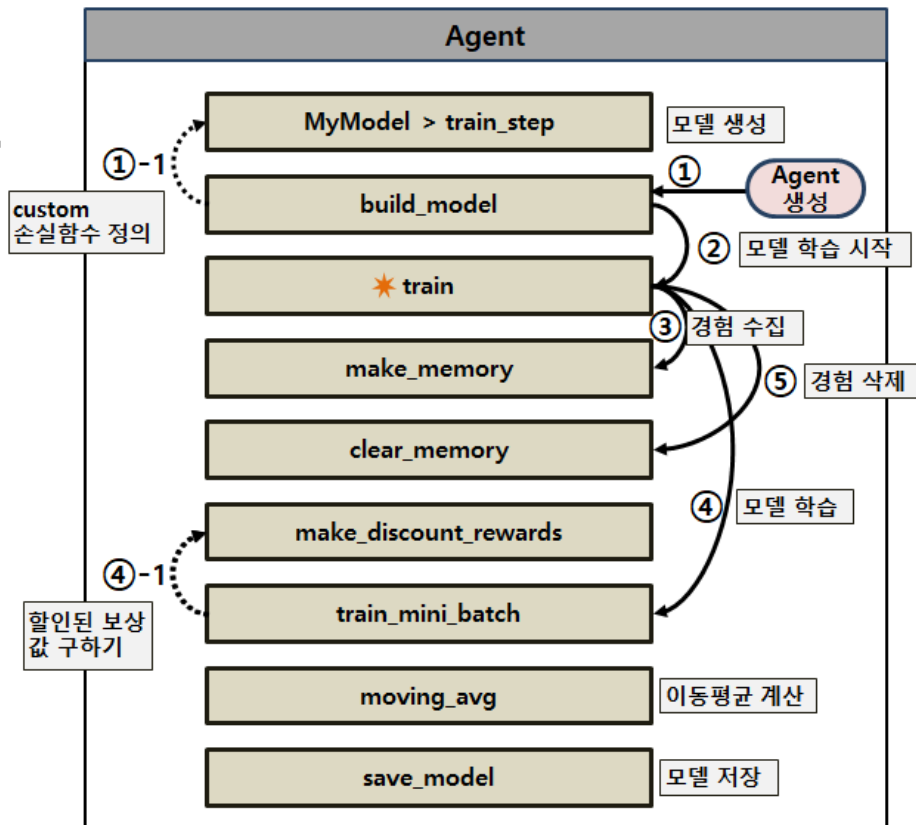 Agent
MyModel > train_step
모델 생성
①-1
①
Agent
생성
build_model
custom
손실함수 정의
②
모델 학습 시작
train
③
경험 수집
make_memory
⑤
경험 삭제
clear_memory
④
모델 학습
make_discount_rewards
④-1
train_mini_batch
할인된 보상
값 구하기
moving_avg
이동평균 계산
save_model
모델 저장